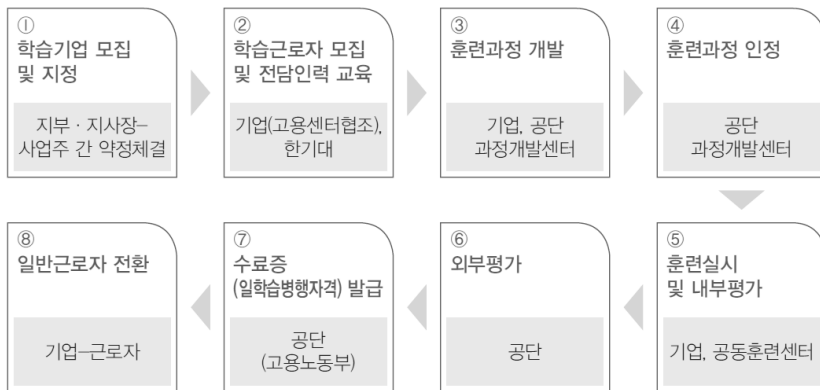 ①
학습기업 모집
및 지정
지부 · 지사장–
사업주 간 약정체결
②
학습근로자 모집
및 전담인력 교육
기업(고용센터협조),
한기대
③
훈련과정 개발
기업, 공단
과정개발센터
④
훈련과정 인정
공단
과정개발센터
⑤
훈련실시
및 내부평가
기업, 공동훈련센터
⑥
외부평가
공단
⑦
수료증
(일학습병행자격) 발급
공단
(고용노동부)
⑧
일반근로자 전환
기업–근로자